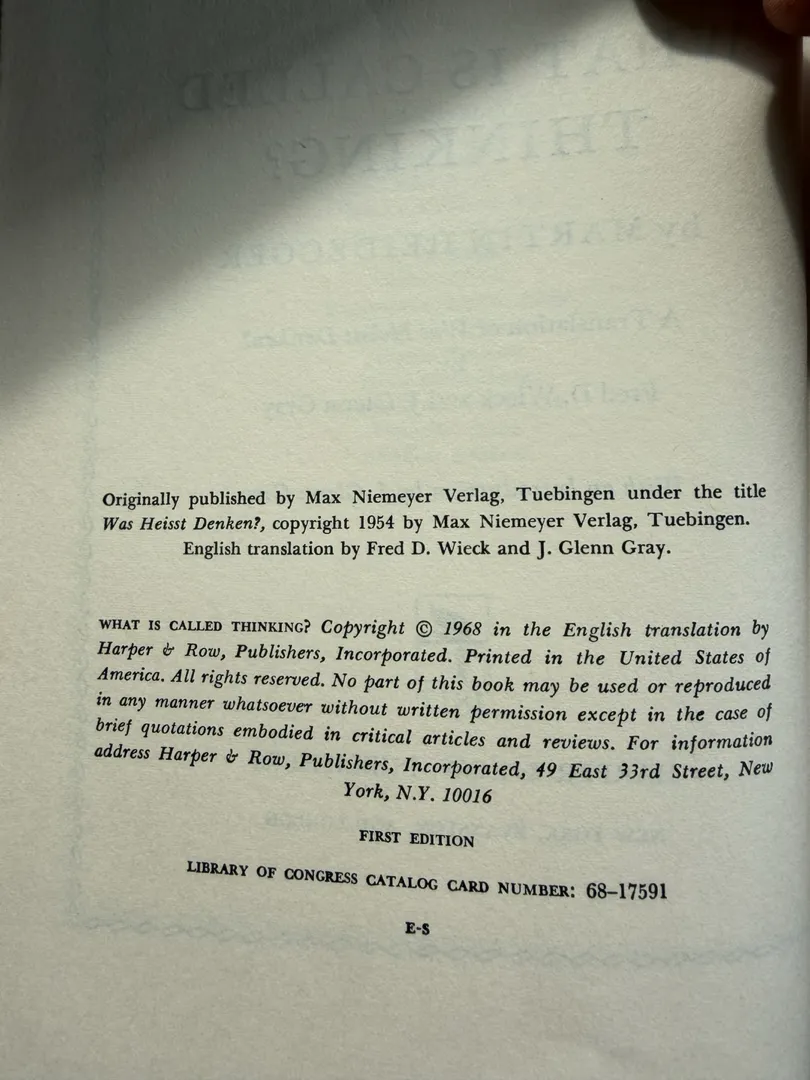 Originally published by Max Niemeyer Verlag, Tuebingen under the title
Was Heisst Denken?, copyright 1954 by Max Niemeyer Verlag, Tuebingen.
English translation by Fred D. Wieck and J. Glenn Gray.
WHAT IS CALLED THINKING? Copyright © 1968 in the English translation by
Harper & Row, Publishers, Incorporated. Printed in the United States of
America. All rights reserved. No part of this book may be used or reproduced
in any manner whatsoever without written permission except in the case of
brief quotations embodied in critical articles and reviews. For information
address Harper & Row, Publishers, Incorporated, 49 East 33rd Street, New
York, N.Y. 10016
FIRST EDITION
LIBRARY OF CONGRESS CATALOG CARD NUMBER: 68–17591
E-S